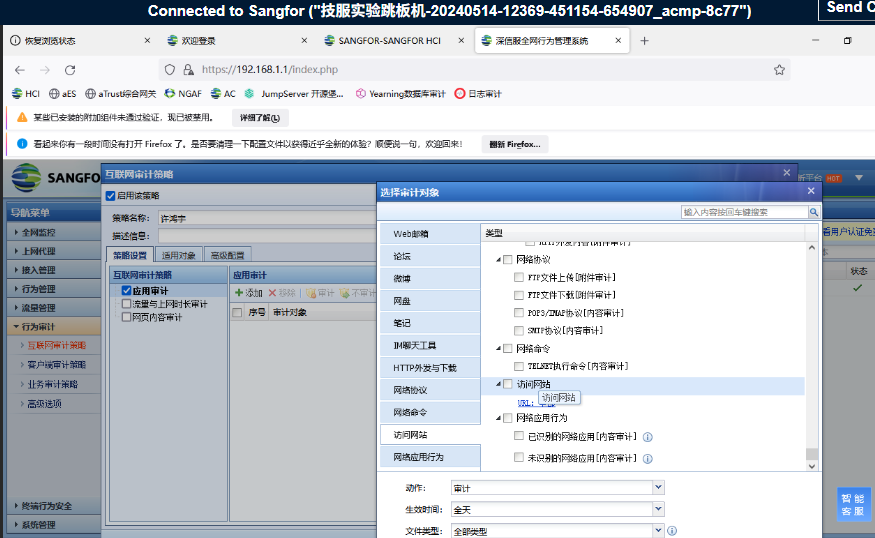 Connected to Sangfor ("技服实验跳板机-20240514-12369-451154-654907_acmp-8c77")
Send C
恢复浏览状态
欢迎登录
SANGFOR-SANGFOR HCI
深信服全网行为管理系统
https://192.168.1.1/index.php
HCI
aES
aTrust综合网关
NGAF
AC
JumpServer 开源堡...
Yearning数据库审计
日志审计
某些已安装的附加组件未通过验证，现已被禁用。
详细了解(L)
看起来你有一段时间没有打开 Firefox 了。是否要清理一下配置文件以获得近乎全新的体验？顺便说一句，欢迎回来！
翻新 Firefox...
SANGFO
互联网审计策略
析平台 HOT
导航菜单
全网监控
上网代理
接入管理
行为管理
流量管理
行为审计
互联网审计策略
客户端审计策略
业务审计策略
高级选项
终端行为安全
系统管理
启用该策略
策略名称：
许鸿宇
描述信息：
策略设置
适用对象
高级配置
互联网审计策略
应用审计
流量与上网时长审计
网页内容审计
应用审计
添加
移除
审计
不审计
序号
审计对象
选择审计对象
输入内容按回车键搜索
Web邮箱
论坛
微博
网盘
笔记
IM聊天工具
HTTP外发与下载
网络协议
网络命令
访问网站
网络应用行为
类型
HTTP外发内容[附件审计]
网络协议
FTP文件上传[附件审计]
FTP文件下载[附件审计]
POP3/IMAP协议[内容审计]
SMTP协议[内容审计]
网络命令
TELNET执行命令[内容审计]
访问网站
URL:
访问网站
网络应用行为
已识别的网络应用[内容审计]
未识别的网络应用[内容审计]
动作：
审计
生效时间：
全天
文件类型：
全部类型
看用户认证免
状态
智能
客服